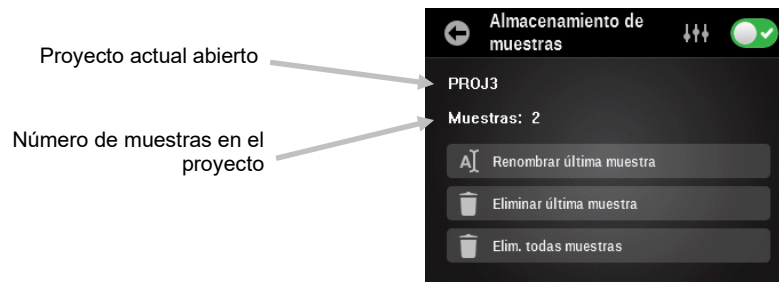 Almacenamiento de
muestras
Proyecto actual abierto
PROJ3
Muestras: 2
Número de muestras en el
proyecto
Renombrar última muestra
Eliminar última muestra
Elim. todas muestras